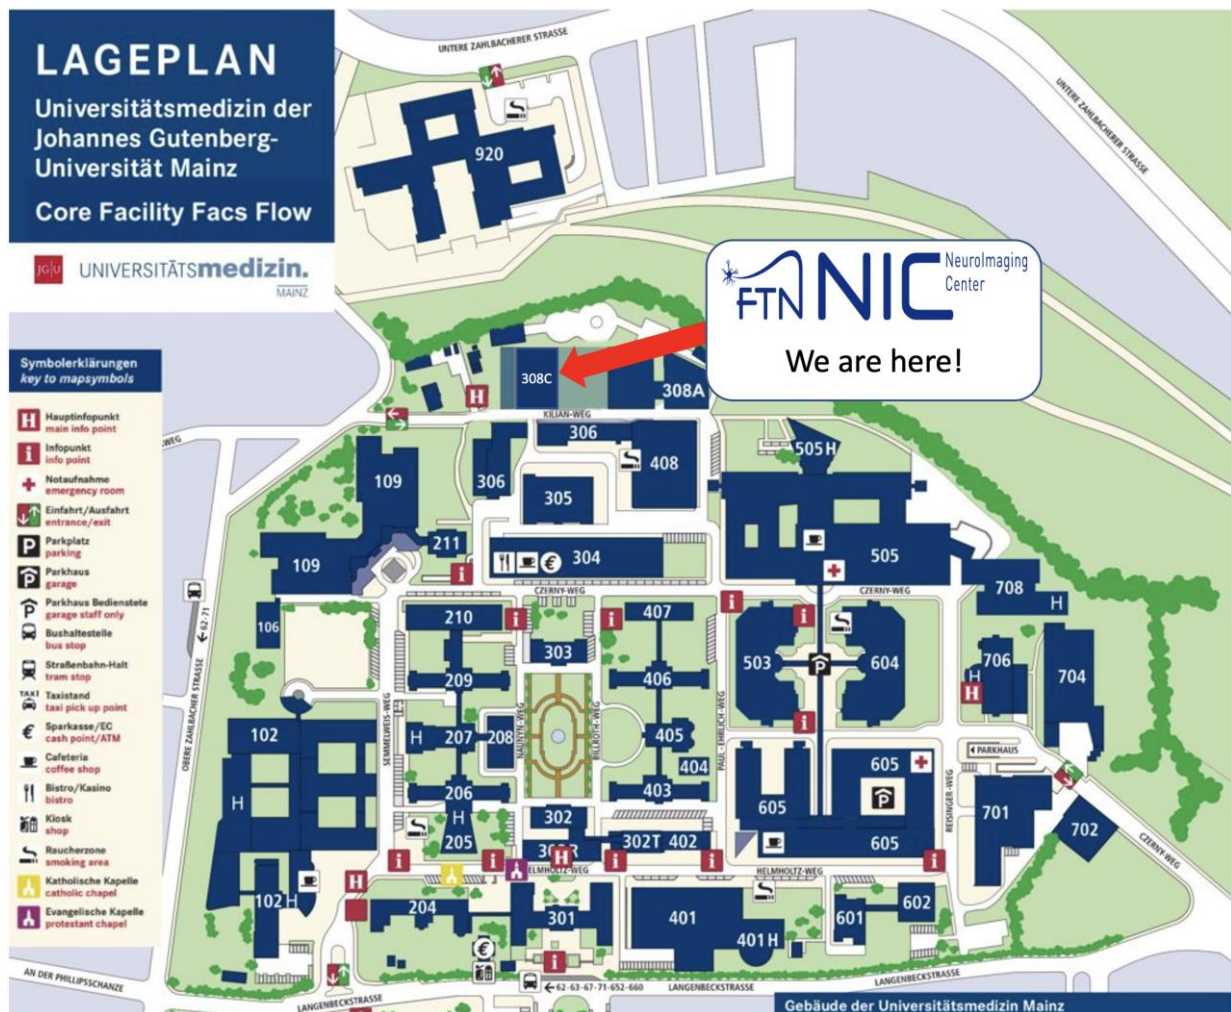 LAGEPLAN
Universitätsmedizin der
Johannes Gutenberg-
Universität Mainz
Core Facility Facs Flow
JG|U UNIVERSITÄTSmedizin.
MAINZ
Symbolerklärungen
key to mapsymbols
H Hauptinfopunkt
main info point
i Infopunkt
info point
Notaufnahme
emergency room
Einfahrt/Ausfahrt
entrance/exit
P Parkplatz
parking
P Parkhaus
garage
P Parkhaus Bedienstete
garage staff only
Bushaltestelle
bus stop
Straßenbahn-Halt
tram stop
TAXI Taxistand
taxi pick up point
€ Sparkasse/EC
cash point/ATM
Cafeteria
coffee shop
Bistro/Kasino
bistro
Kiosk
shop
Raucherzone
smoking area
Katholische Kapelle
catholic chapel
Evangelische Kapelle
protestant chapel
UNTERE ZAHLBACHERER STRASSE
UNTERE ZAHLBACHERER STRASSE
920
FTN NIC NeuroImaging
Center
We are here!
308C
308A
H
KILIAN-WEG
WEG
306
408
505H
109
306
305
211
304
€
505
109
i
CZERNY-WEG
CZERNY-WEG
708
H
106
210
i
i
407
i
i
303
503
P
604
706
H
704
H
209
406
←62-71
OBERE ZAHLBACHER STRASSE
SEMMELWEIS-WEG
NAUNYN-WEG
BILLROTH-WEG
PAUL-EHRLICH-WEG
REISINGER-WEG
102
H
207
208
405
404
i
PARKHAUS
605
P
H
206
403
605
701
H
205
302
302T
402
605
702
CZERNY-WEG
i
i
H
i
i
i
HELMHOLTZ-WEG
102H
H
204
301
401
401H
601
602
€
i
←62-63-67-71-652-660
LANGENBECKSTRASSE
LANGENBECKSTRASSE
LANGENBECKSTRASSE
AN DER PHILLIPSSCHANZE
H
Gebäude der Universitätsmedizin Mainz